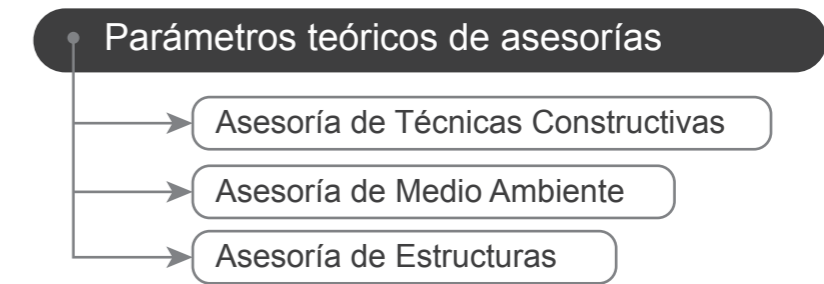 Parámetros teóricos de asesorías
Asesoría de Técnicas Constructivas
Asesoría de Medio Ambiente
Asesoría de Estructuras